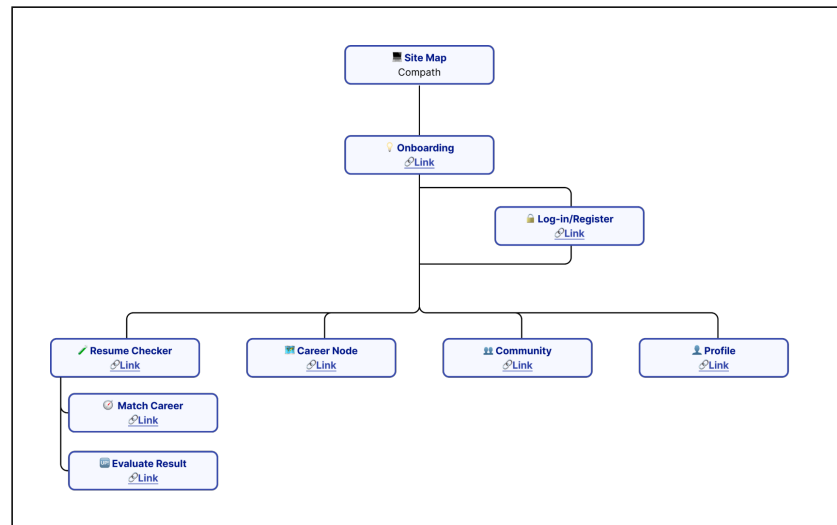 💻 Site Map
Compath
💡 Onboarding
🔗Link
🔒 Log-in/Register
🔗Link
Resume Checker
🔗Link
Career Node
🔗Link
👥 Community
🔗Link
👤 Profile
🔗Link
🧭 Match Career
🔗Link
Evaluate Result
🔗Link